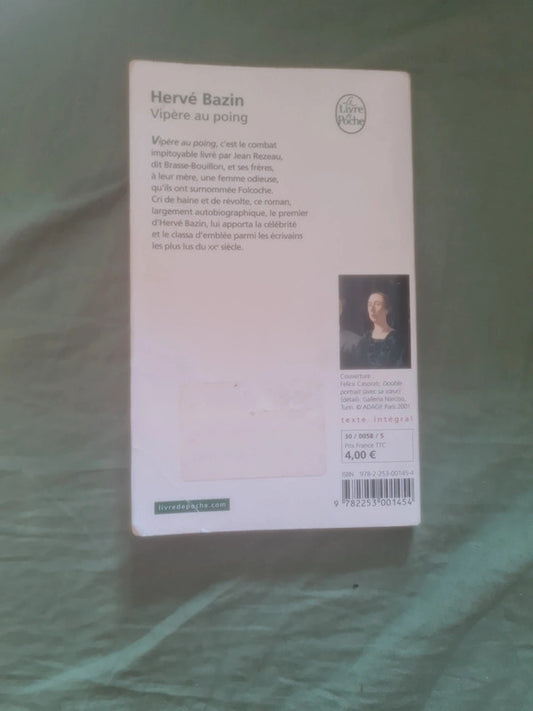 Hervé Bazin
Vipère au poing
Le
Livre
de
Poche
Vipère au poing, c'est le combat
impitoyable livré par Jean Rezeau,
dit Brasse-Bouillon, et ses frères,
à leur mère, une femme odieuse,
qu'ils ont surnommée Folcoche.
Cri de haine et de révolte, ce roman,
largement autobiographique, le premier
d'Hervé Bazin, lui apporta la célébrité
et le classa d'emblée parmi les écrivains
les plus lus du XXe siècle.
Couverture :
Felice Casorati, Double
portrait (avec sa sœur)
(détail). Galleria Narciso,
Turin. © ADAGP, Paris 2001
texte intégral
30 / 0058 / 5
Prix France TTC
4,00 €
ISBN 978-2-253-00145-4
9 782253 001454
livredepoche.com